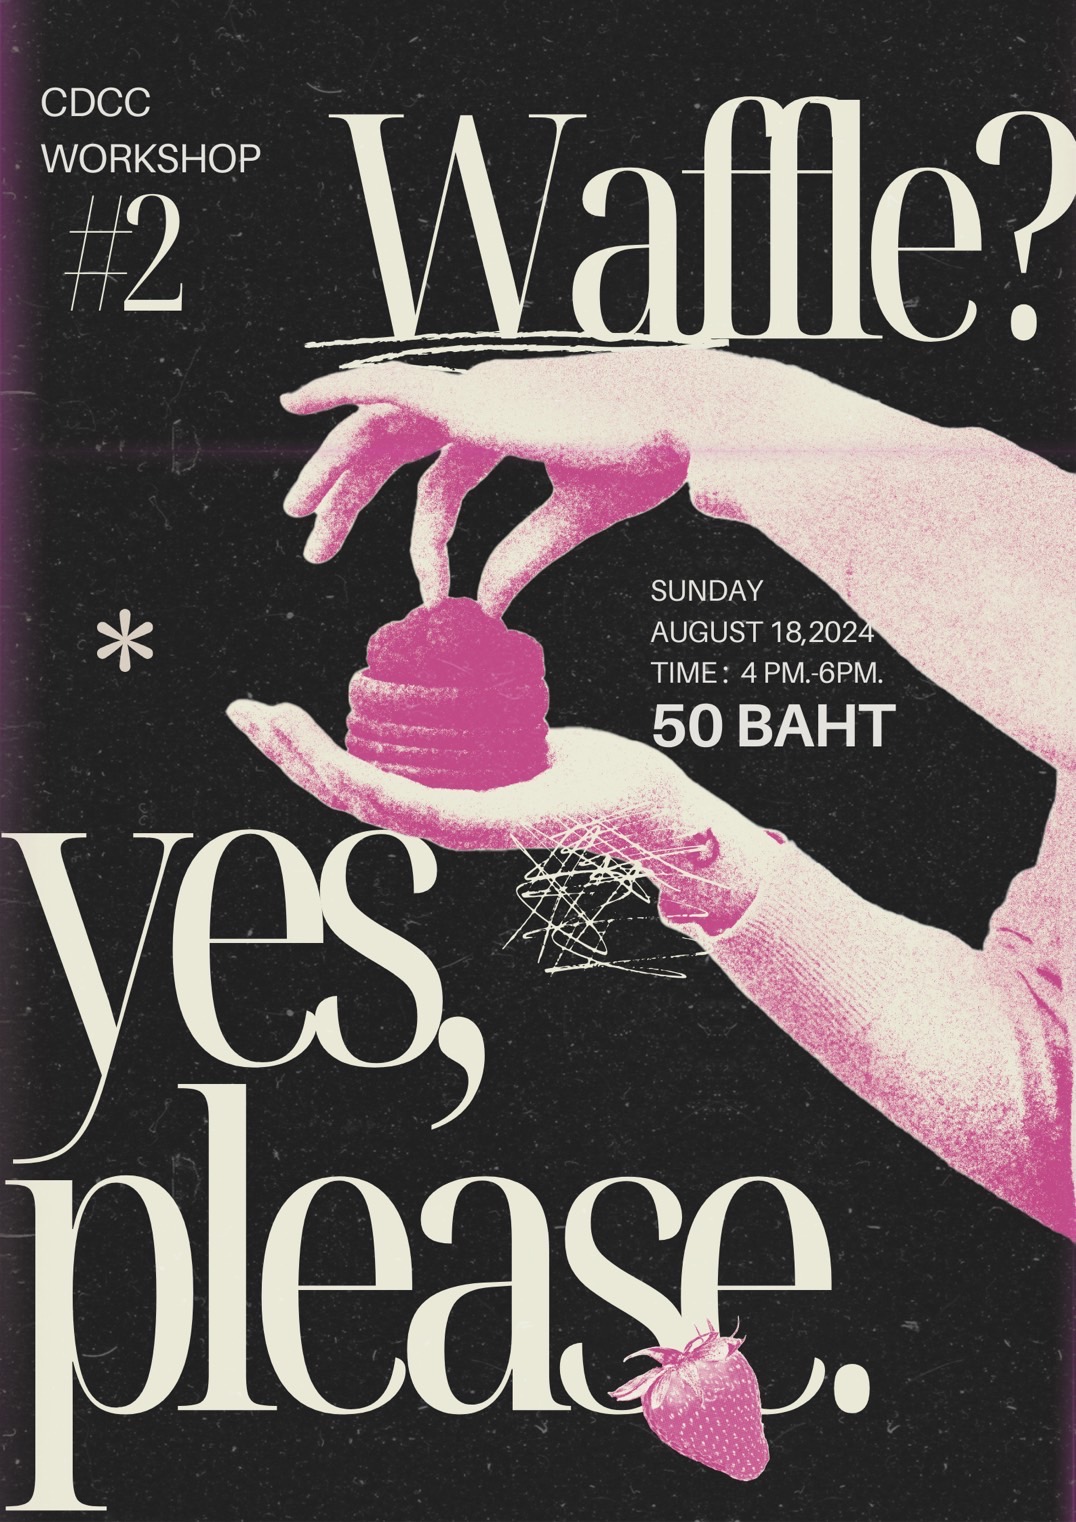 CDCC
WORKSHOP
#2
Waffle?
SUNDAY
AUGUST 18,2024
TIME : 4 PM.-6PM.
50 BAHT
*
yes,
please.